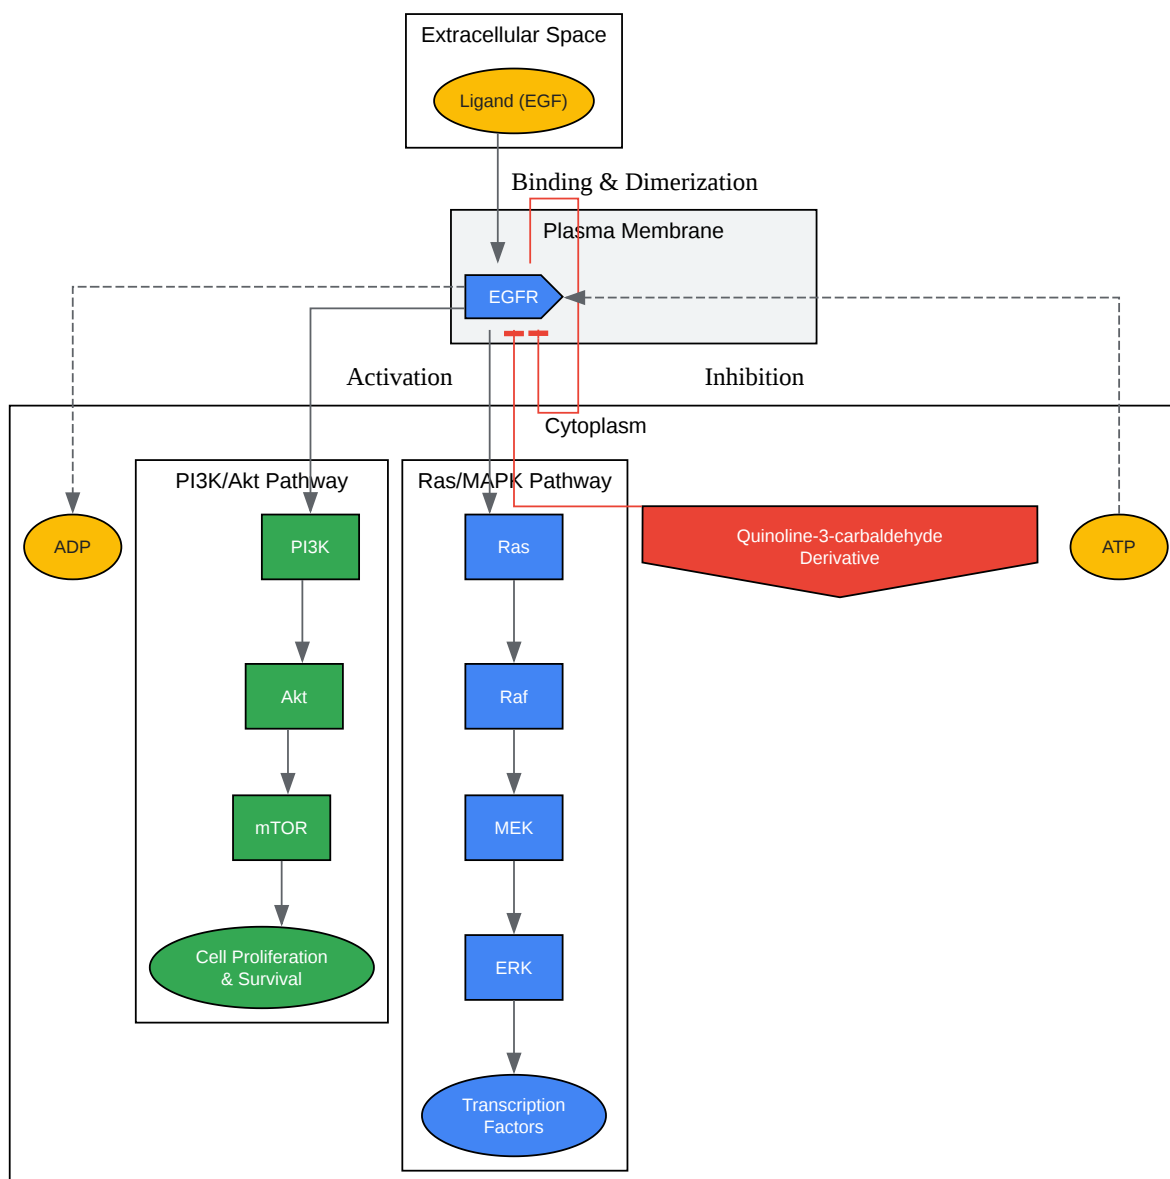 Extracellular Space
Ligand (EGF)
Binding & Dimerization
Plasma Membrane
EGFR
Activation
Inhibition
Cytoplasm
PI3K/Akt Pathway
Ras/MAPK Pathway
ADP
PI3K
Ras
Quinoline-3-carbaldehyde
Derivative
ATP
Akt
Raf
mTOR
MEK
Cell Proliferation
& Survival
ERK
Transcription
Factors